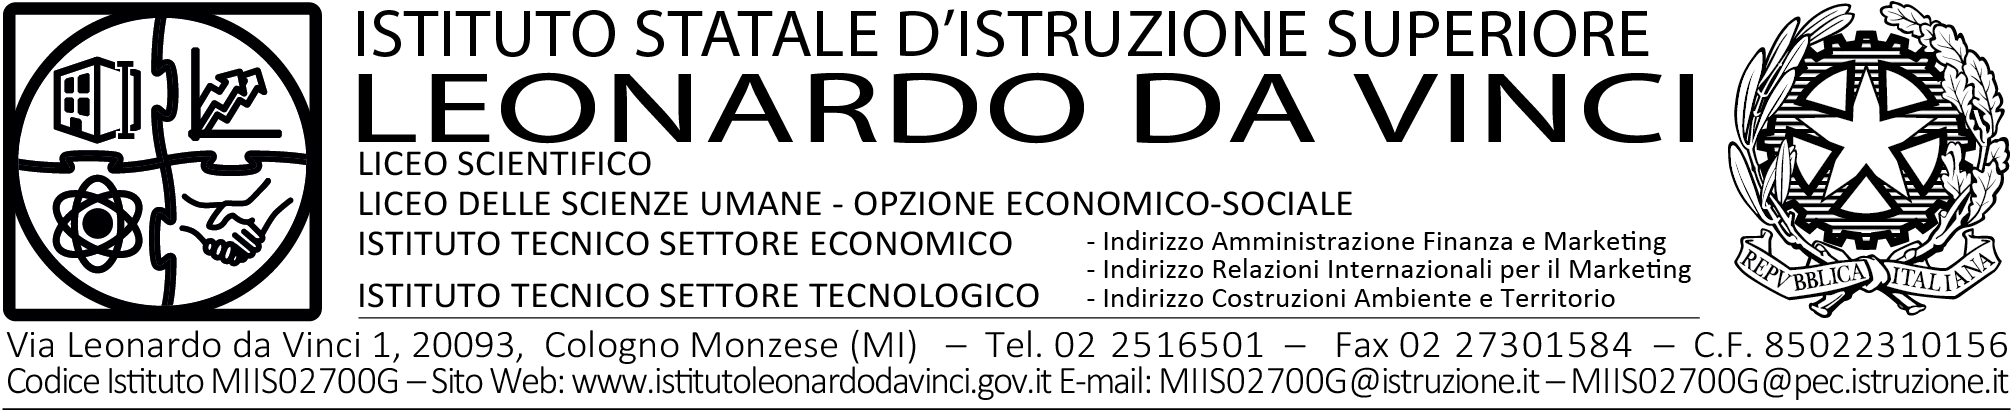 ISTITUTO STATALE D’ISTRUZIONE SUPERIORE
LEONARDO DA VINCI
LICEO SCIENTIFICO
LICEO DELLE SCIENZE UMANE - OPZIONE ECONOMICO-SOCIALE
ISTITUTO TECNICO SETTORE ECONOMICO - Indirizzo Amministrazione Finanza e Marketing
- Indirizzo Relazioni Internazionali per il Marketing
ISTITUTO TECNICO SETTORE TECNOLOGICO - Indirizzo Costruzioni Ambiente e Territorio
REPVBBLICA ITALIANA
Via Leonardo da Vinci 1, 20093, Cologno Monzese (MI) – Tel. 02 2516501 – Fax 02 27301584 – C.F. 85022310156
Codice Istituto MIIS02700G – Sito Web: www.istitutoleonardodavinci.gov.it E-mail: MIIS02700G@istruzione.it – MIIS02700G@pec.istruzione.it